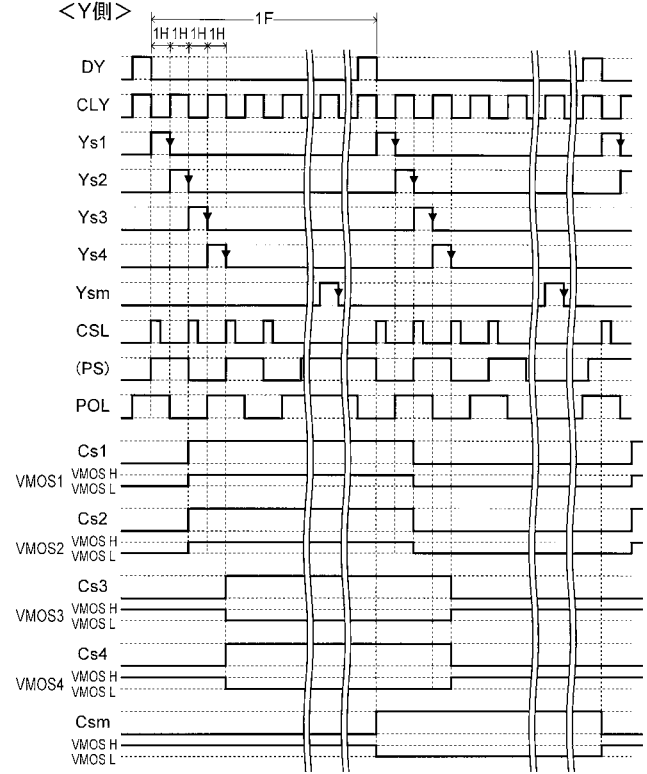 ＜Y側＞
1F
1H 1H 1H 1H
DY
CLY
Ys1
Ys2
Ys3
Ys4
Ysm
CSL
(PS)
POL
Cs1
VMOS1 VMOS H
VMOS L
Cs2
VMOS2 VMOS H
VMOS L
Cs3
VMOS3 VMOS H
VMOS L
Cs4
VMOS4 VMOS H
VMOS L
Csm
VMOS H
VMOS L